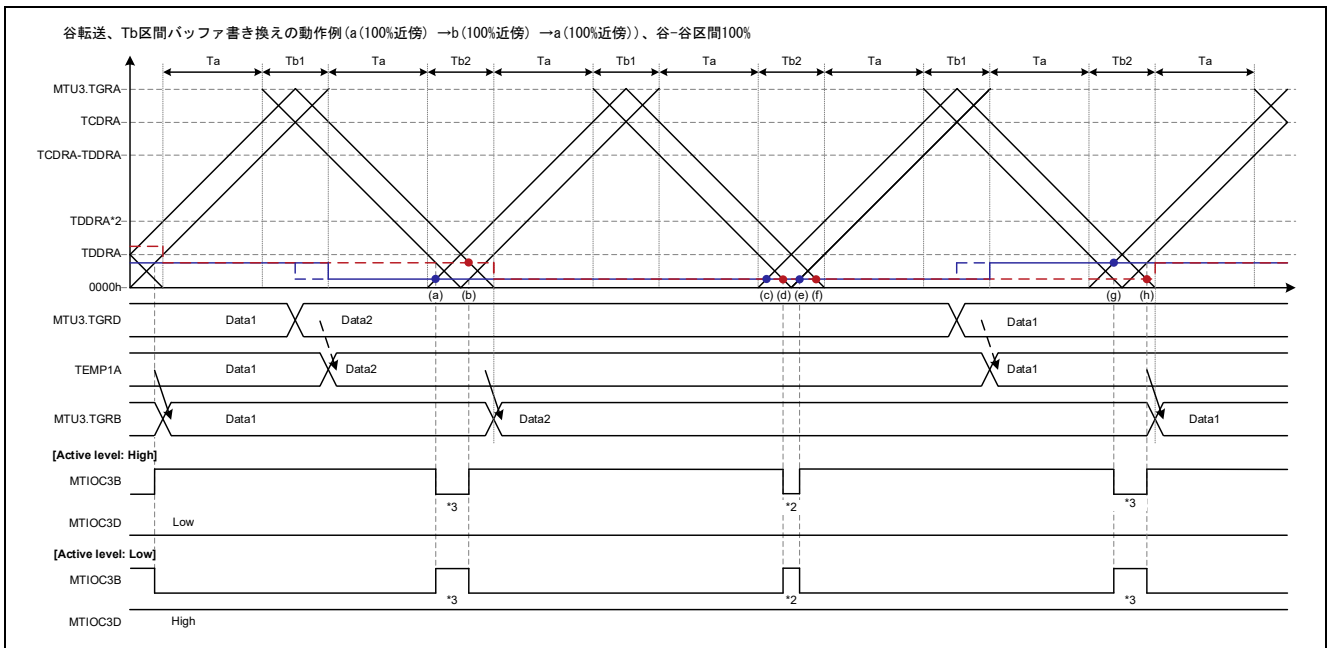 谷転送、Tb区間バッファ書き換えの動作例(a(100%近傍) →b(100%近傍) →a(100%近傍))、谷-谷区間100%
Ta Tb1 Ta Tb2 Ta Tb1 Ta Tb2 Ta Tb1 Ta Tb2 Ta
MTU3.TGRA
TCDRA
TCDRA-TDDRA
TDDRA*2
TDDRA
0000h
(a) (b) (c) (d) (e) (f) (g) (h)
MTU3.TGRD Data1 Data2 Data1
TEMP1A Data1 Data2 Data1
MTU3.TGRB Data1 Data2 Data1
[Active level: High]
MTIOC3B
*3 *2 *3
MTIOC3D Low
[Active level: Low]
MTIOC3B
*3 *2 *3
MTIOC3D High